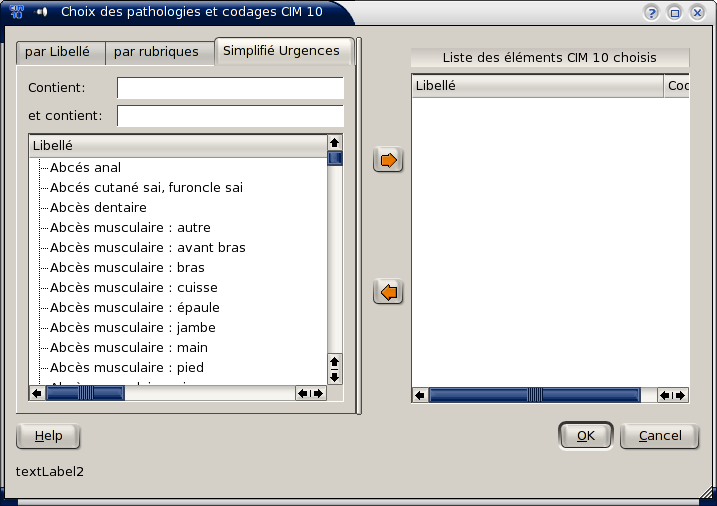 Choix des pathologies et codages CIM 10
par Libellé
par rubriques
Simplifié Urgences
Contient:
et contient:
Libellé
Abcés anal
Abcés cutané sai, furoncle sai
Abcès dentaire
Abcès musculaire : autre
Abcès musculaire : avant bras
Abcès musculaire : bras
Abcès musculaire : cuisse
Abcès musculaire : épaule
Abcès musculaire : jambe
Abcès musculaire : main
Abcès musculaire : pied
Liste des éléments CIM 10 choisis
Libellé
Coc
Help
OK
Cancel
textLabel2